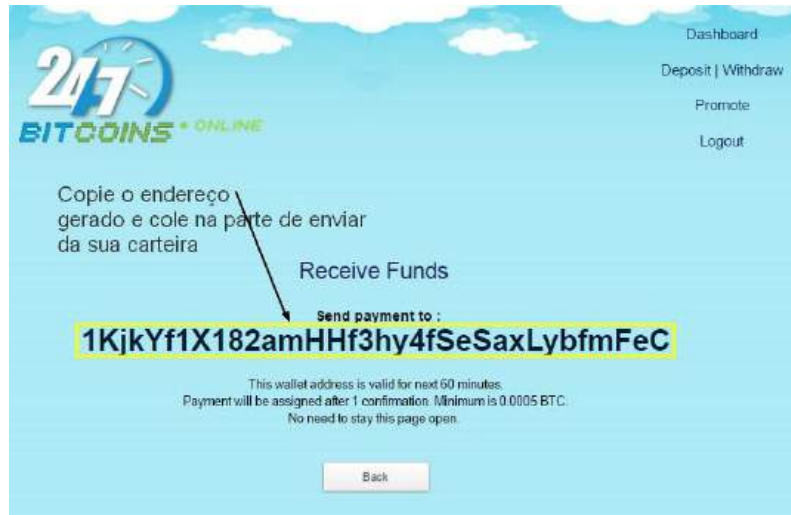 Dashboard
Deposit | Withdraw
Promote
Logout
24/7
BITCOINS • ONLINE
Copie o endereço
gerado e cole na parte de enviar
da sua carteira
Receive Funds
Send payment to :
1KjkYf1X182amHHf3hy4fSeSaxLybfmFeC
This wallet address is valid for next 60 minutes.
Payment will be assigned after 1 confirmation. Minimum is 0.0005 BTC.
No need to stay this page open.
Back